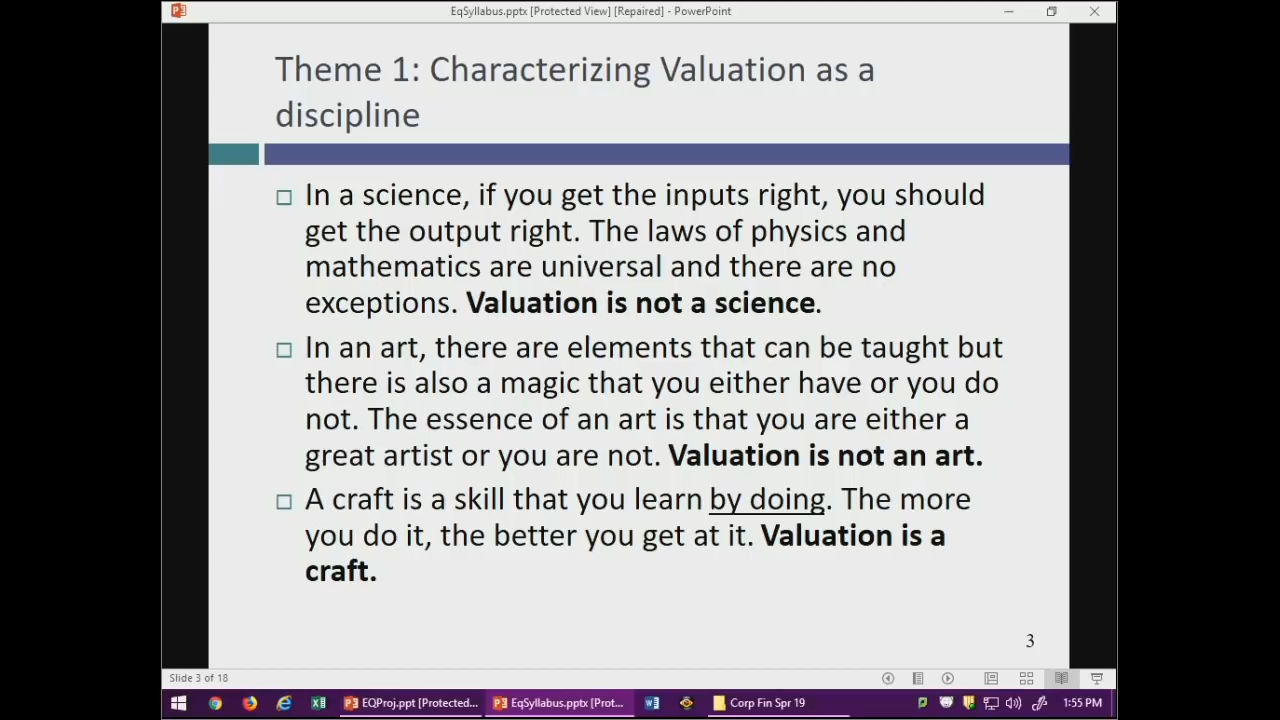 EqSyllabus.pptx [Protected View] [Repaired] - PowerPoint
Theme 1: Characterizing Valuation as a
discipline
In a science, if you get the inputs right, you should
get the output right. The laws of physics and
mathematics are universal and there are no
exceptions. Valuation is not a science.
In an art, there are elements that can be taught but
there is also a magic that you either have or you do
not. The essence of an art is that you are either a
great artist or you are not. Valuation is not an art.
A craft is a skill that you learn by doing. The more
you do it, the better you get at it. Valuation is a
craft.
3
Slide 3 of 18
EQProj.ppt [Protected... EqSyllabus.pptx [Prot... Corp Fin Spr 19 1:55 PM